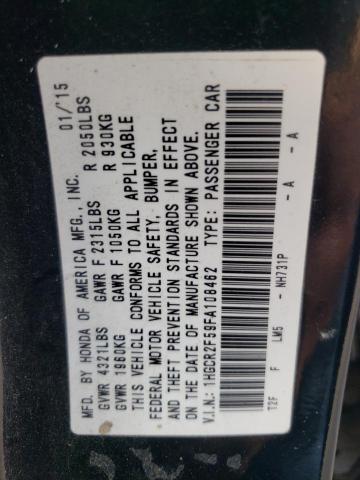 MFD. BY HONDA OF AMERICA MFG., INC. 01/'15
GVWR 4321LBS GAWR F 2315LBS R 2050LBS
GVWR 1960KG GAWR F 1050KG R 930KG
THIS VEHICLE CONFORMS TO ALL APPLICABLE
FEDERAL MOTOR VEHICLE SAFETY, BUMPER,
AND THEFT PREVENTION STANDARDS IN EFFECT
ON THE DATE OF MANUFACTURE SHOWN ABOVE.
V.I.N.: 1HGCR2F59FA108462 TYPE: PASSENGER CAR
T2F F LM5 - NH731P - A - A